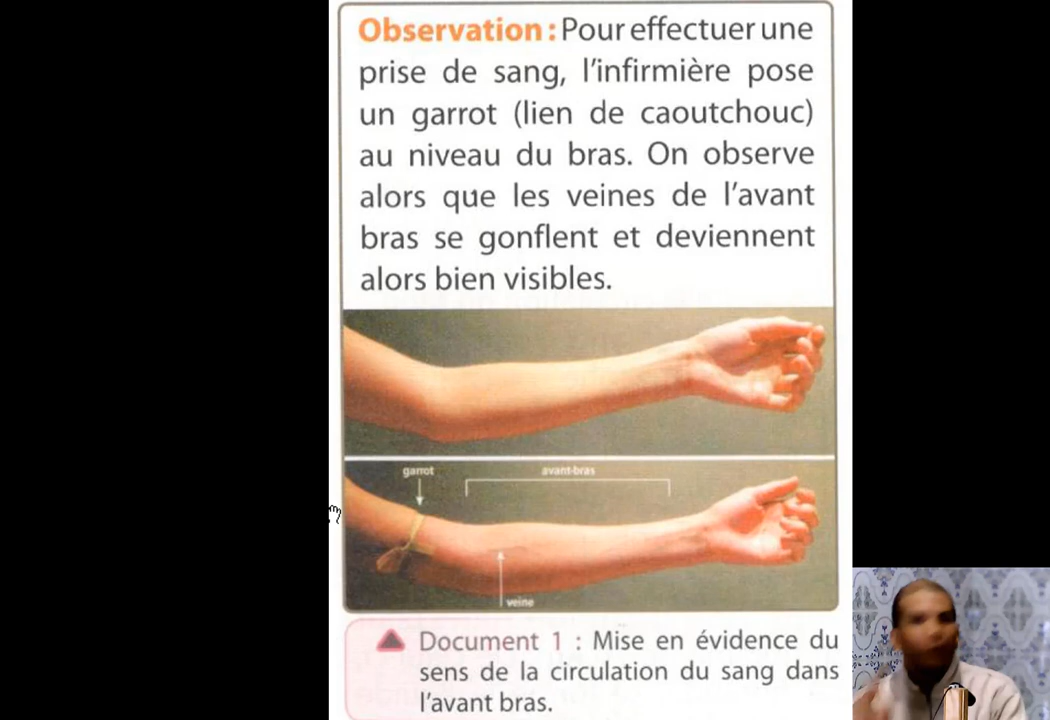 Observation : Pour effectuer une
prise de sang, l'infirmière pose
un garrot (lien de caoutchouc)
au niveau du bras. On observe
alors que les veines de l'avant
bras se gonflent et deviennent
alors bien visibles.
garrot
avant-bras
veine
Document 1 : Mise en évidence du
sens de la circulation du sang dans
l'avant bras.